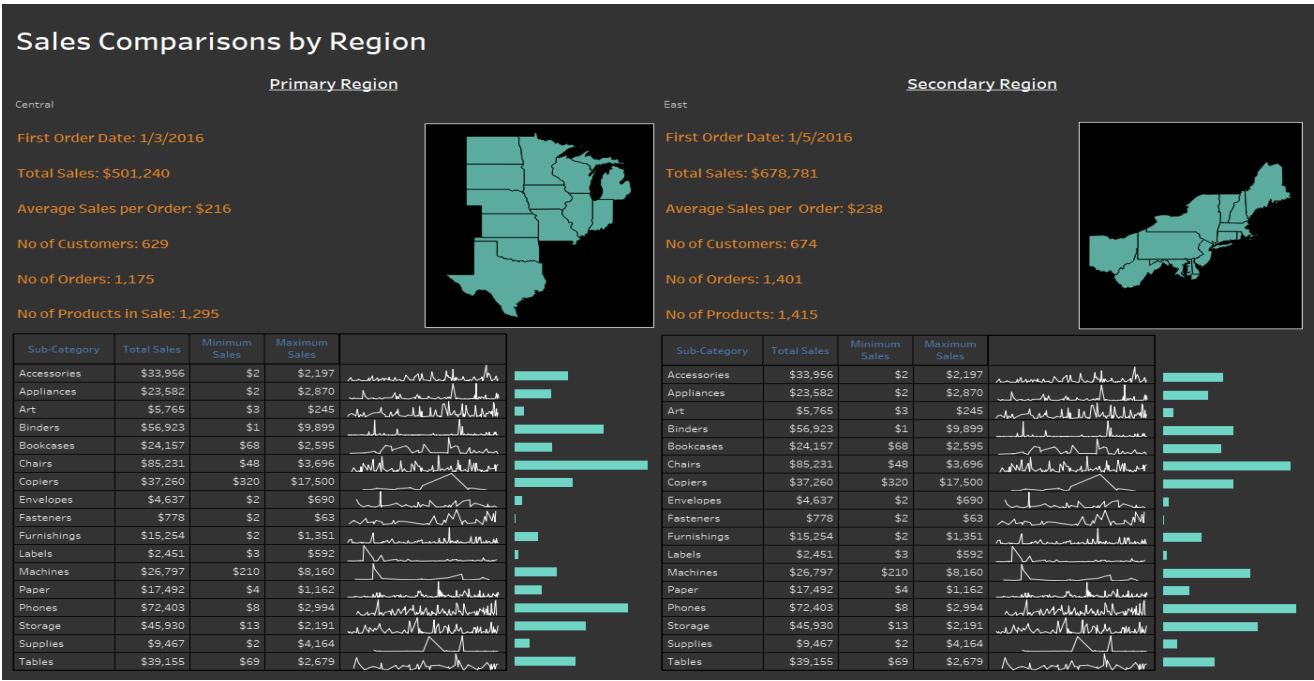 Sales Comparisons by Region
Primary Region
Central
First Order Date: 1/3/2016
Total Sales: $501,240
Average Sales per Order: $216
No of Customers: 629
No of Orders: 1,175
No of Products in Sale: 1,295
Sub-Category Total Sales Minimum Sales Maximum Sales
Accessories $33,956 $2 $2,197
Appliances $23,582 $2 $2,870
Art $5,765 $3 $245
Binders $56,923 $1 $9,899
Bookcases $24,157 $68 $2,595
Chairs $85,231 $48 $3,696
Copiers $37,260 $320 $17,500
Envelopes $4,637 $2 $690
Fasteners $778 $2 $63
Furnishings $15,254 $2 $1,351
Labels $2,451 $3 $592
Machines $26,797 $210 $8,160
Paper $17,492 $4 $1,162
Phones $72,403 $8 $2,994
Storage $45,930 $13 $2,191
Supplies $9,467 $2 $4,164
Tables $39,155 $69 $2,679
Secondary Region
East
First Order Date: 1/5/2016
Total Sales: $678,781
Average Sales per  Order: $238
No of Customers: 674
No of Orders: 1,401
No of Products: 1,415
Sub-Category Total Sales Minimum Sales Maximum Sales
Accessories $33,956 $2 $2,197
Appliances $23,582 $2 $2,870
Art $5,765 $3 $245
Binders $56,923 $1 $9,899
Bookcases $24,157 $68 $2,595
Chairs $85,231 $48 $3,696
Copiers $37,260 $320 $17,500
Envelopes $4,637 $2 $690
Fasteners $778 $2 $63
Furnishings $15,254 $2 $1,351
Labels $2,451 $3 $592
Machines $26,797 $210 $8,160
Paper $17,492 $4 $1,162
Phones $72,403 $8 $2,994
Storage $45,930 $13 $2,191
Supplies $9,467 $2 $4,164
Tables $39,155 $69 $2,679